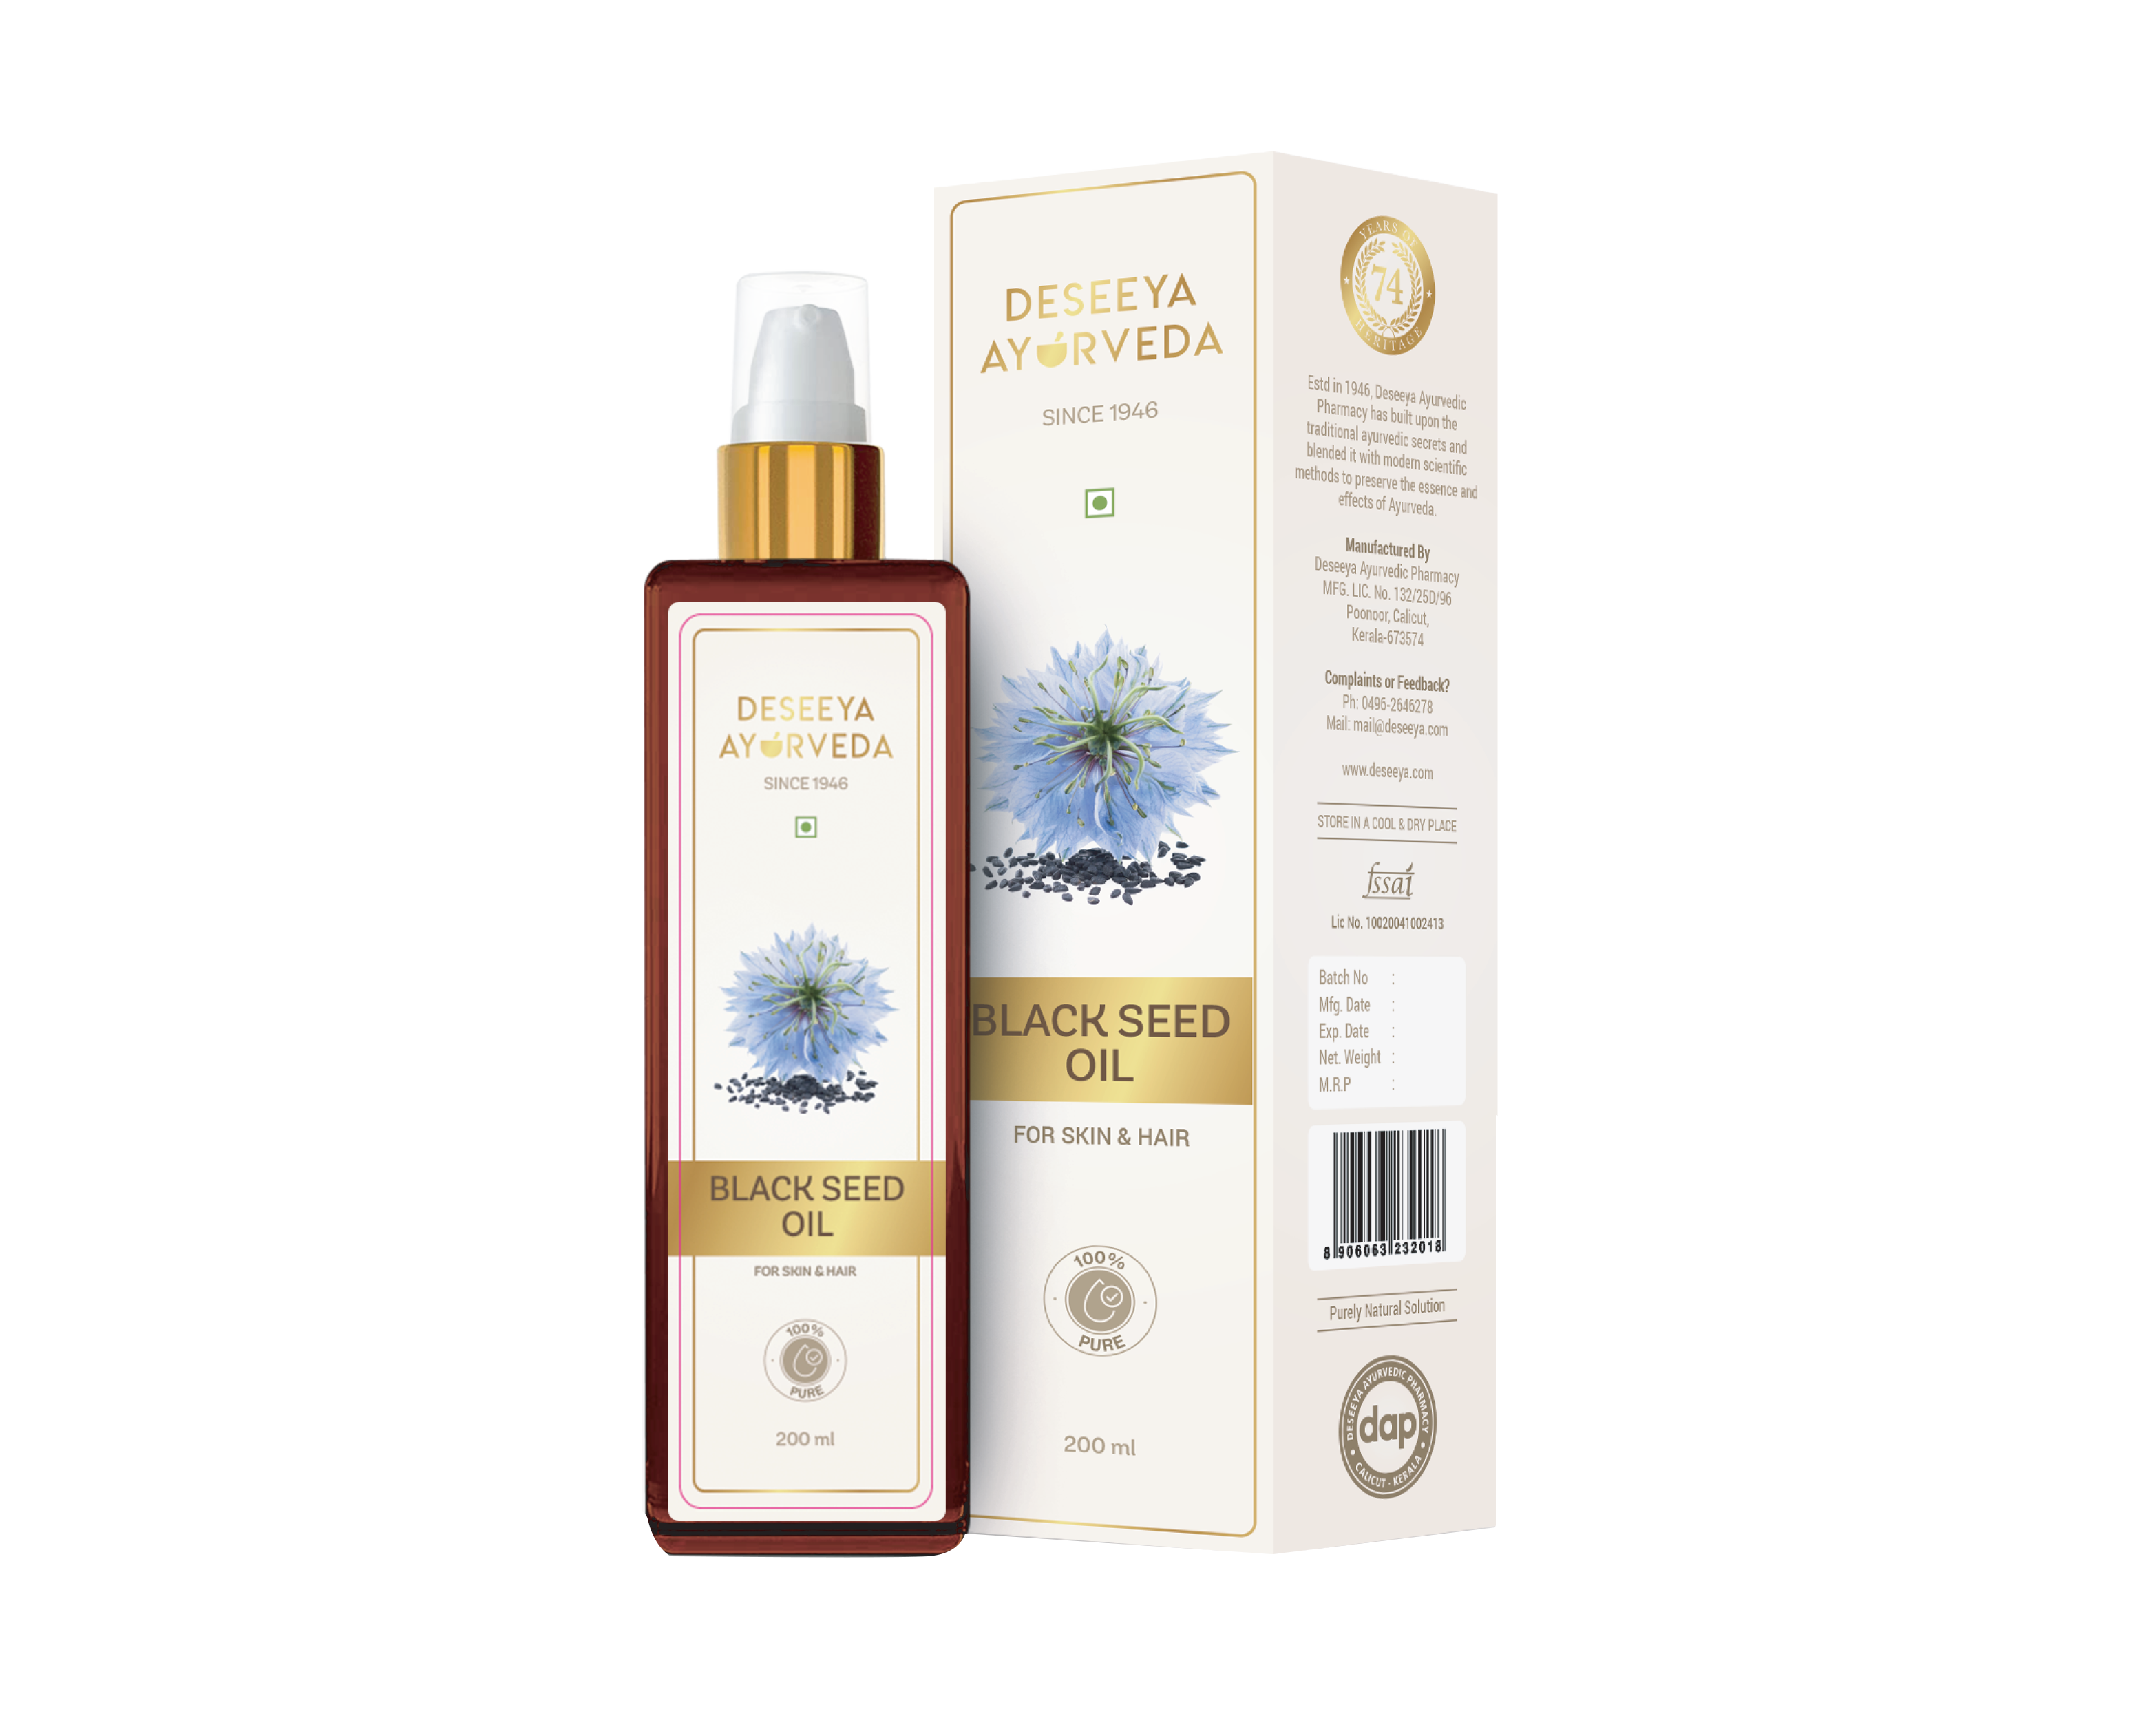 DESEEYA
AYURVEDA
SINCE 1946
BLACK SEED
OIL
FOR SKIN & HAIR
100%
PURE
200 ml
DESEEYA
AYURVEDA
SINCE 1946
BLACK SEED
OIL
FOR SKIN & HAIR
100%
PURE
200 ml
YEARS OF
74
HERITAGE
Estd in 1946, Deseeya Ayurvedic
Pharmacy has built upon the
traditional ayurvedic secrets and
blended it with modern scientific
methods to preserve the essence and
effects of Ayurveda.
Manufactured By
Deseeya Ayurvedic Pharmacy
MFG. LIC. No. 132/25D/96
Poonoor, Calicut,
Kerala-673574
Complaints or Feedback?
Ph: 0496-2646278
Mail: mail@deseeya.com
www.deseeya.com
STORE IN A COOL & DRY PLACE
fssai
Lic No. 10020041002413
Batch No :
Mfg. Date :
Exp. Date :
Net. Weight :
M.R.P :
8 906063 232018
Purely Natural Solution
DESEEYA AYURVEDIC PHARMACY
dap
CALICUT - KERALA